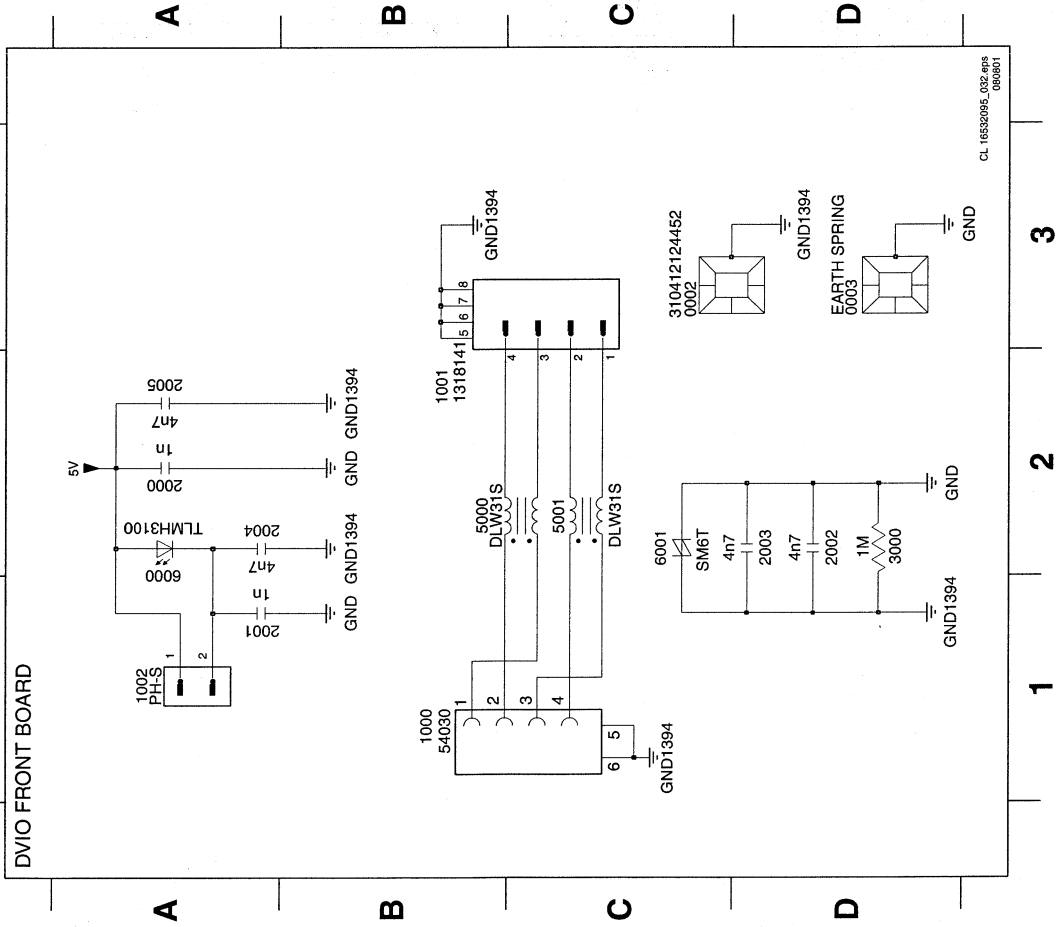 DVIO FRONT BOARD
A
B
C
D
A
B
C
D
1
2
3
1002
PH-S
1
2
6000
TLMH3100
2001
1n
GND
4n7
2004
GND1394
5V
2000
1n
GND
4n7
2005
GND1394
1000
54030
1
2
3
4
5
6
GND1394
5000
DLW31S
5001
DLW31S
1001
1318141
4
3
2
1
5
6
7
8
GND1394
6001
SM6T
4n7
2003
4n7
2002
1M
3000
GND1394
GND
310412124452
0002
GND1394
EARTH SPRING
0003
GND
CL 16532095_032.eps
080801